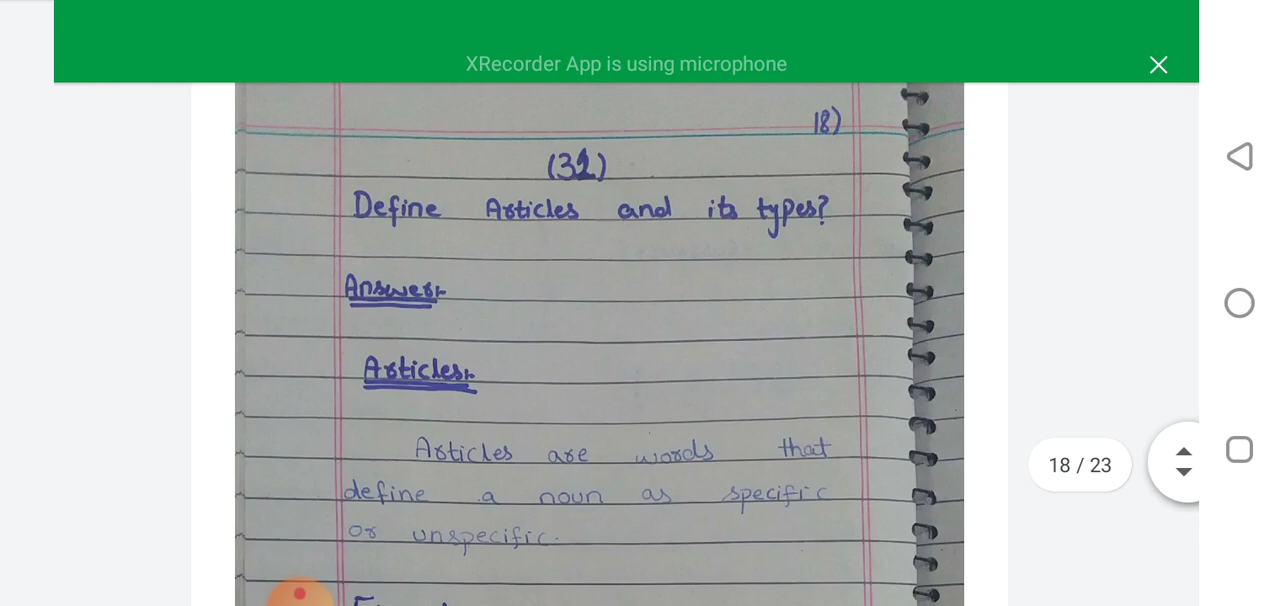 XRecorder App is using microphone
18)
(31)
Define Articles and its types?
Answer:-
Articles:-
Articles are words that
define a noun as specific
or unspecific.
18 / 23